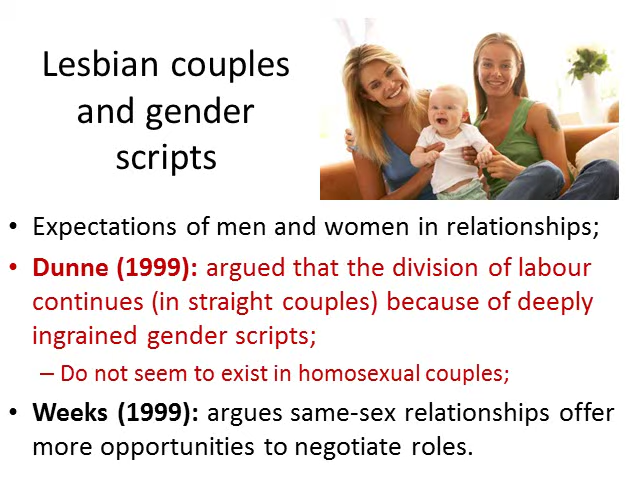 Lesbian couples
and gender
scripts
• Expectations of men and women in relationships;
• Dunne (1999): argued that the division of labour
continues (in straight couples) because of deeply
ingrained gender scripts;
– Do not seem to exist in homosexual couples;
• Weeks (1999): argues same-sex relationships offer
more opportunities to negotiate roles.